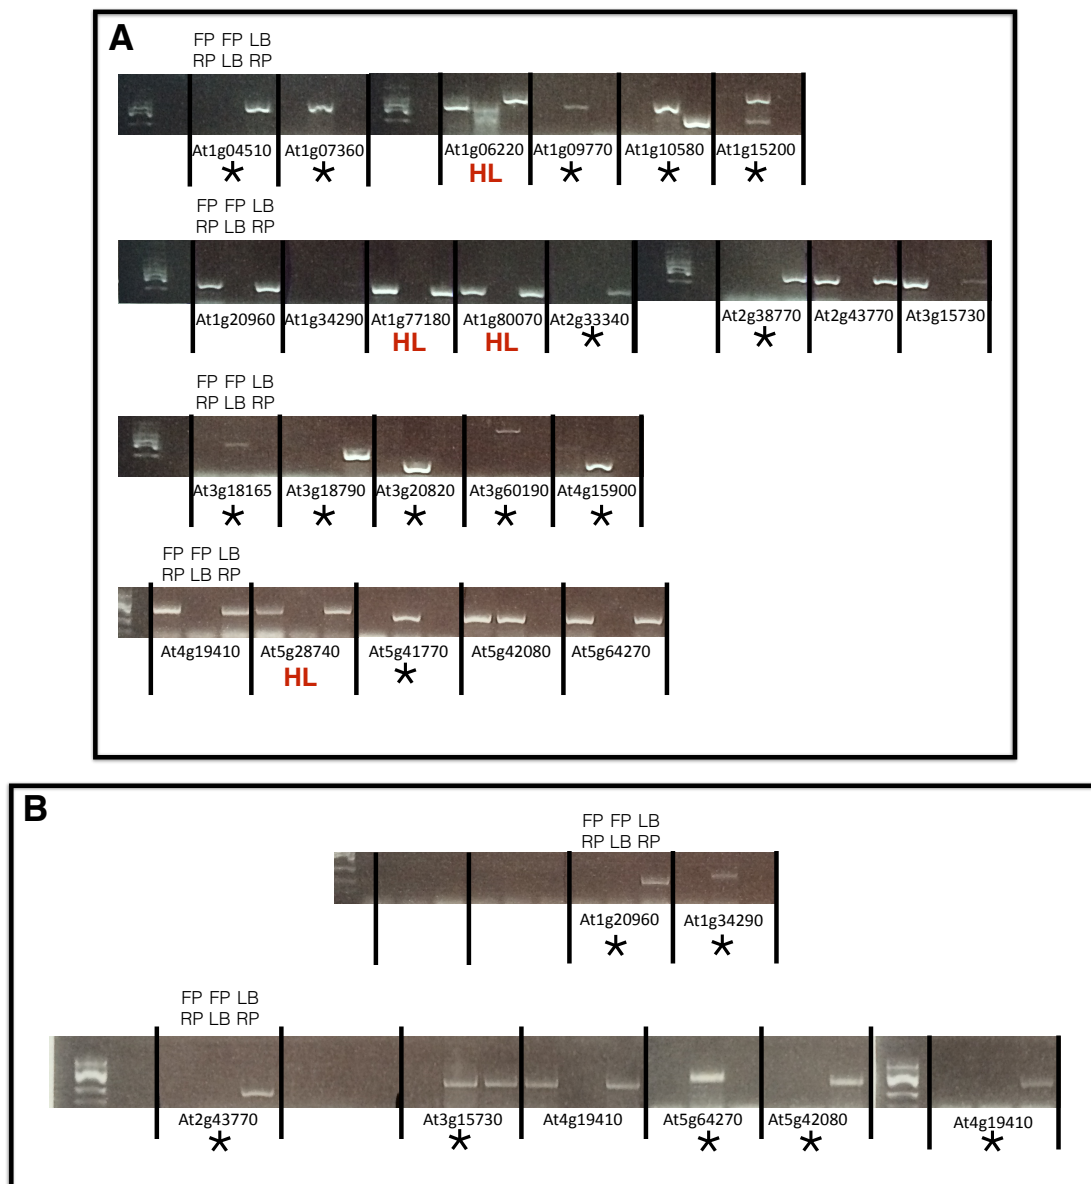 A
FP FP LB
RP LB RP
At1g04510 At1g07360 At1g06220 At1g09770 At1g10580 At1g15200
* * HL * * *
FP FP LB
RP LB RP
At1g20960 At1g34290 At1g77180 At1g80070 At2g33340 At2g38770 At2g43770 At3g15730
HL HL * *
FP FP LB
RP LB RP
At3g18165 At3g18790 At3g20820 At3g60190 At4g15900
* * * * *
FP FP LB
RP LB RP
At4g19410 At5g28740 At5g41770 At5g42080 At5g64270
HL *
B
FP FP LB
RP LB RP
At1g20960 At1g34290
* *
FP FP LB
RP LB RP
At2g43770 At3g15730 At4g19410 At5g64270 At5g42080 At4g19410
* * * * *